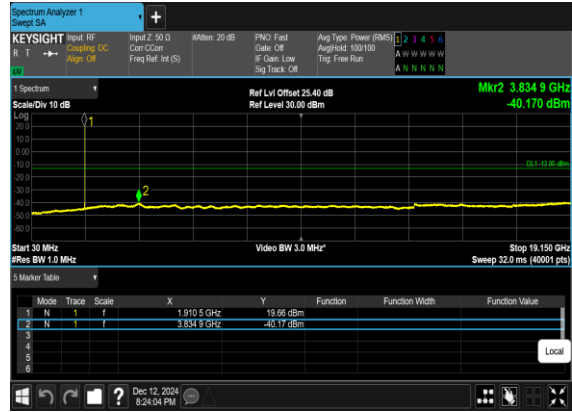 Spectrum Analyzer 1
Swept SA
+
KEYSIGHT Input: RF Input Z: 50 Ω #Atten: 20 dB PNO: Fast Avg Type: Power (RMS) 1 2 3 4 5 6
R T Coupling: DC Corr CCorr Gate: Off Avg|Hold: 100/100 A W W W W W
Align: Off Freq Ref: Int (S) IF Gain: Low Trig: Free Run
Sig Track: Off A N N N N N
1 Spectrum Ref Lvl Offset 25.40 dB Mkr2 3.834 9 GHz
Scale/Div 10 dB Ref Level 30.00 dBm -40.170 dBm
Log
20.0
10.0
0.00
-10.0
-20.0
-30.0
-40.0
-50.0
-60.0
1
2
DL1 -13.00 dBm
Start 30 MHz Video BW 3.0 MHz* Stop 19.150 GHz
#Res BW 1.0 MHz Sweep 32.0 ms (40001 pts)
5 Marker Table
Mode Trace Scale X Y Function Function Width Function Value
1 N 1 f 1.910 5 GHz 19.66 dBm
2 N 1 f 3.834 9 GHz -40.17 dBm
3
4
5
6
Local
? Dec 12, 2024
8:24:04 PM